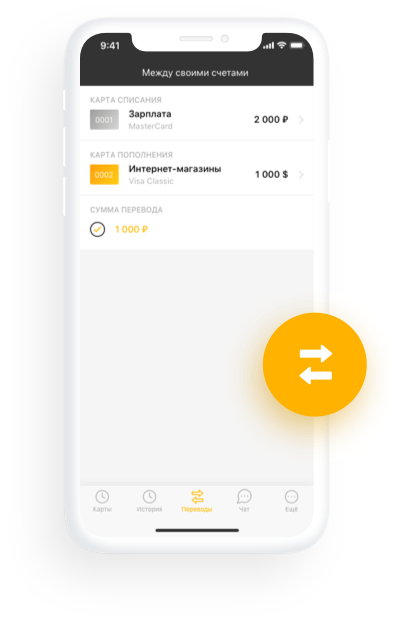 9:41
Между своими счетами
КАРТА СПИСАНИЯ
0001 Зарплата 2 000 ₽
MasterCard
КАРТА ПОПОЛНЕНИЯ
0002 Интернет-магазины 1 000 $
Visa Classic
СУММА ПЕРЕВОДА
1 000 ₽
Карты История Переводы Чат Ещё